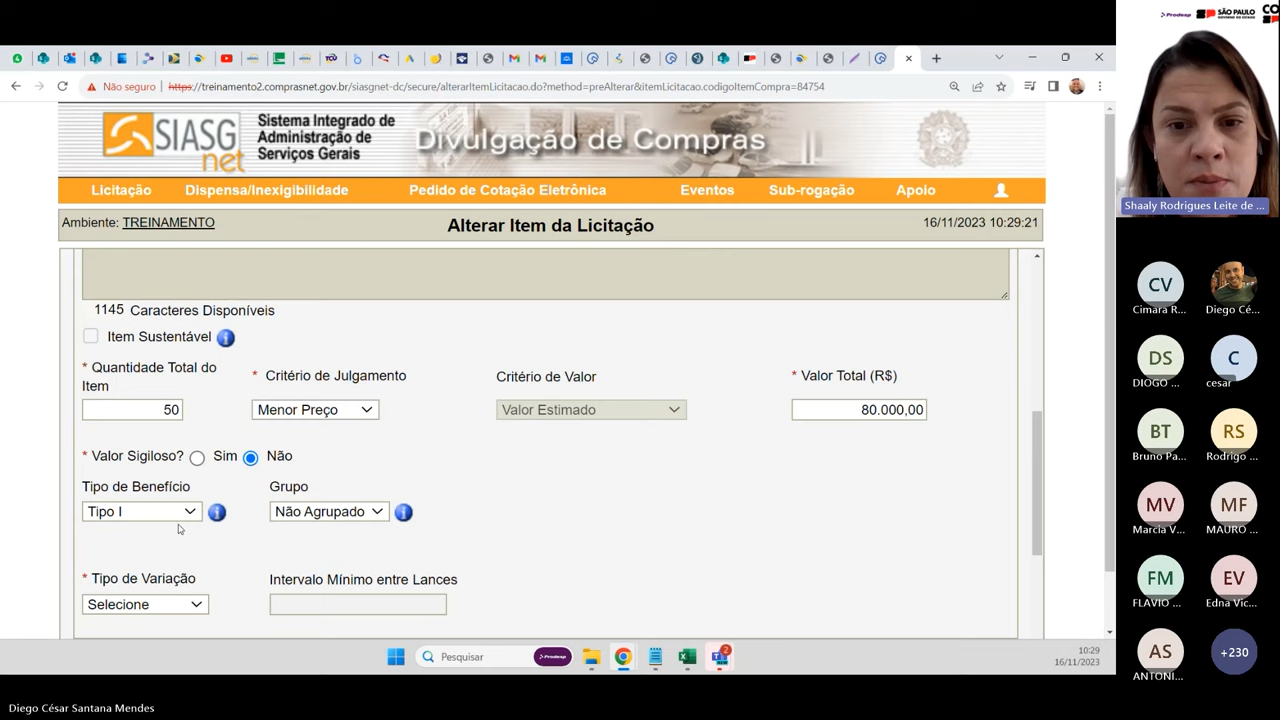 Prodesp
SÃO PAULO
GOVERNO DO ESTADO
CO
Não seguro
https://treinamento2.comprasnet.gov.br/siasgnet-dc/secure/alterarItemLicitacao.do?method=preAlterar&itemLicitacao.codigoItemCompra=84754
SIASG
net
Sistema Integrado de
Administração de
Serviços Gerais
Divulgação de Compras
Licitação Dispensa/Inexigibilidade Pedido de Cotação Eletrônica Eventos Sub-rogação Apoio
Ambiente: TREINAMENTO
Alterar Item da Licitação
16/11/2023 10:29:21
1145 Caracteres Disponíveis
Item Sustentável
* Quantidade Total do
Item
* Critério de Julgamento
Critério de Valor
* Valor Total (R$)
50
Menor Preço
Valor Estimado
80.000,00
* Valor Sigiloso? Sim Não
Tipo de Benefício
Grupo
Tipo I
Não Agrupado
* Tipo de Variação
Intervalo Mínimo entre Lances
Selecione
Pesquisar
Prodesp
2
10:29
16/11/2023
Shaaly Rodrigues Leite de ...
CV
Cimara R...
Diego Cé...
DS
DIOGO ...
C
cesar
BT
Bruno Pa...
RS
Rodrigo ...
MV
Marcia V...
MF
MAURO ...
FM
FLAVIO ...
EV
Edna Vic...
AS
ANTONI...
+230
Diego César Santana Mendes